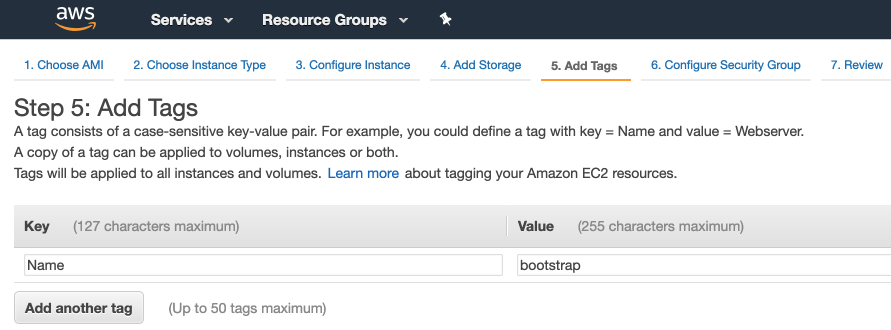 aws Services Resource Groups
1. Choose AMI 2. Choose Instance Type 3. Configure Instance 4. Add Storage 5. Add Tags 6. Configure Security Group 7. Review
Step 5: Add Tags
A tag consists of a case-sensitive key-value pair. For example, you could define a tag with key = Name and value = Webserver.
A copy of a tag can be applied to volumes, instances or both.
Tags will be applied to all instances and volumes. Learn more about tagging your Amazon EC2 resources.
Key (127 characters maximum) Value (255 characters maximum)
Name bootstrap
Add another tag (Up to 50 tags maximum)